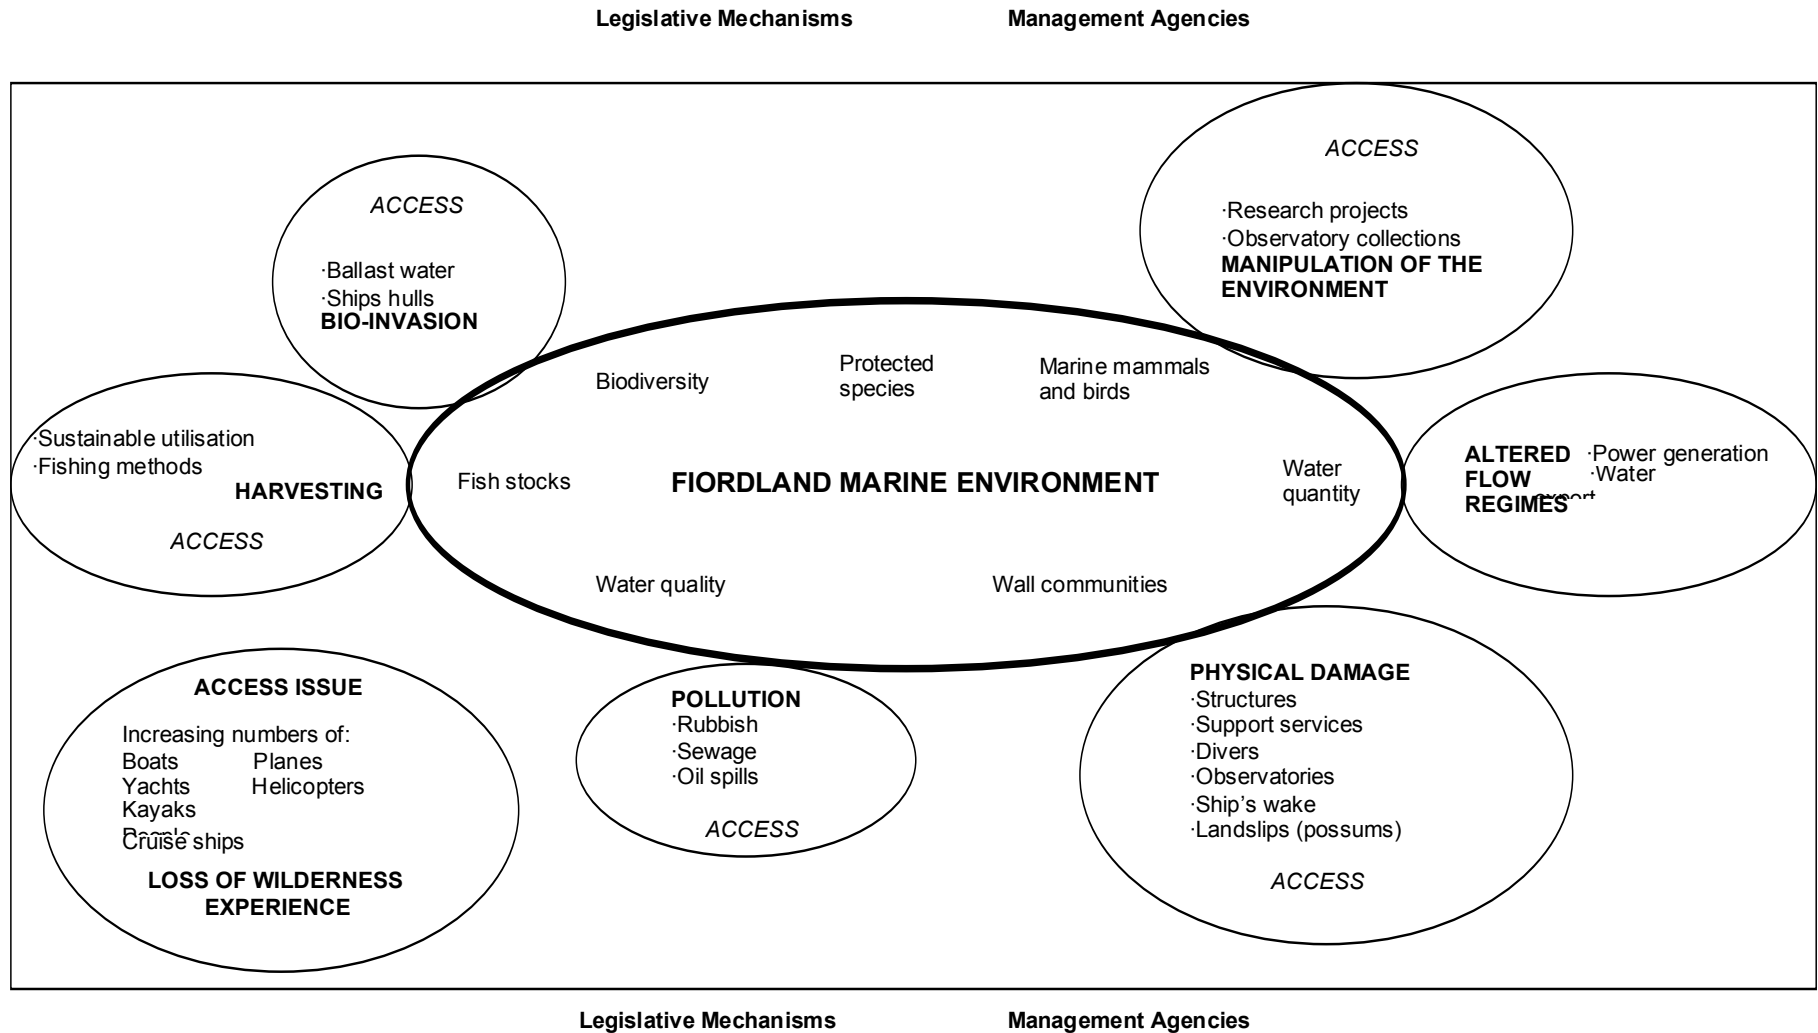 Legislative Mechanisms
Management Agencies
ACCESS
·Research projects
·Observatory collections
MANIPULATION OF THE
ENVIRONMENT
ACCESS
·Ballast water
·Ships hulls
BIO-INVASION
Biodiversity
Protected
species
Marine mammals
and birds
·Sustainable utilisation
·Fishing methods
HARVESTING
ACCESS
Fish stocks
FIORDLAND MARINE ENVIRONMENT
Water
quantity
ALTERED
FLOW
REGIMES
·Power generation
·Water
export
Water quality
Wall communities
ACCESS ISSUE
Increasing numbers of:
Boats Planes
Yachts Helicopters
Kayaks
People
Cruise ships
LOSS OF WILDERNESS
EXPERIENCE
POLLUTION
·Rubbish
·Sewage
·Oil spills
ACCESS
PHYSICAL DAMAGE
·Structures
·Support services
·Divers
·Observatories
·Ship's wake
·Landslips (possums)
ACCESS
Legislative Mechanisms
Management Agencies